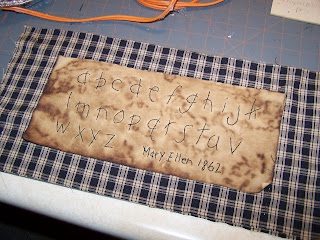 abcdefghijk
lmnopqrstuv
wxyz
Mary Ellen 1862